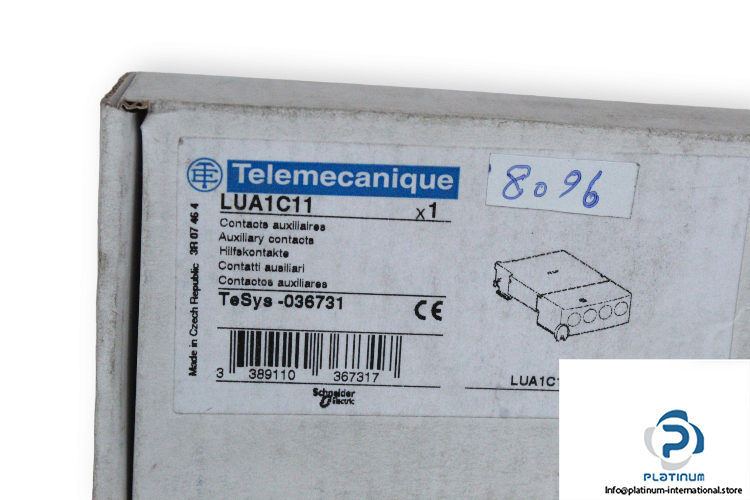 Telemecanique
8096
LUA1C11 x1
Contacts auxiliaires
Auxiliary contacts
Hilfskontakte
Contatti ausiliari
Contactos auxiliares
TeSys -036731
CE
3 389110 367317
Schneider
Electric
Made in Czech Republic 3R 07 46 4
LUA1C1
PLATINUM
Info@platinum-international.store